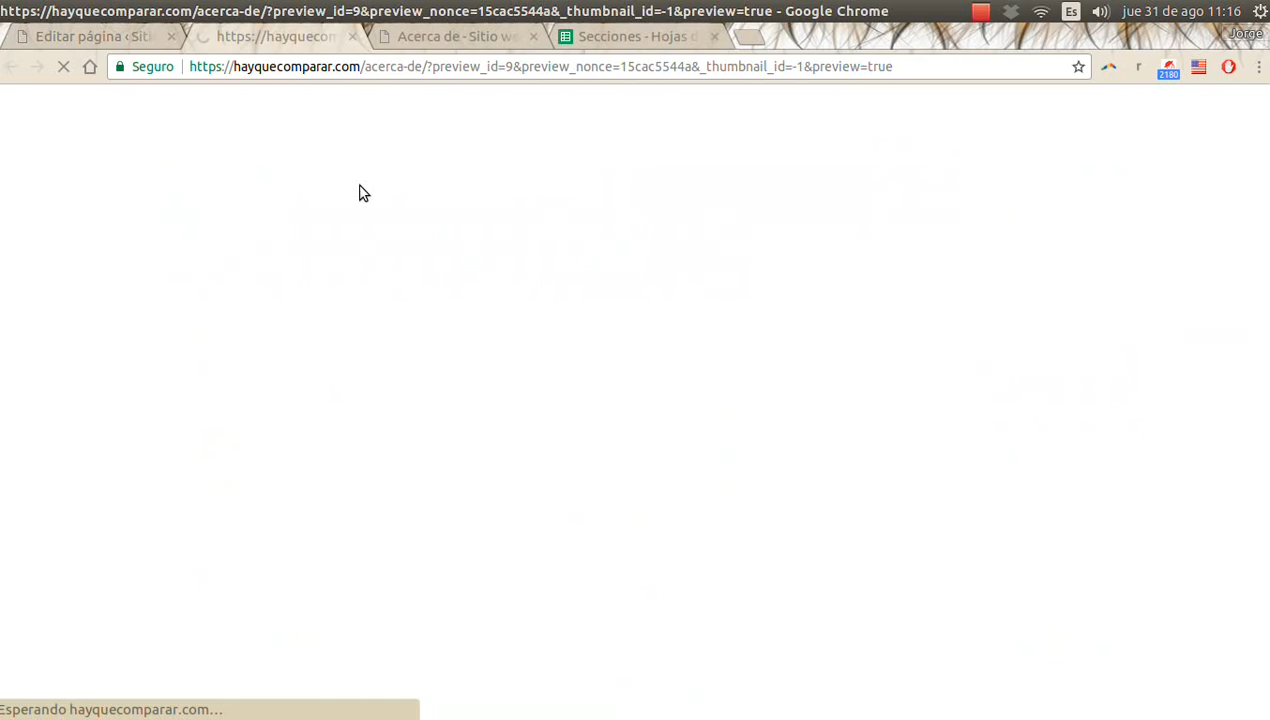 https://hayquecomparar.com/acerca-de/?preview_id=9&preview_nonce=15cac5544a&_thumbnail_id=-1&preview=true - Google Chrome
Es
jue 31 de ago 11:16
Editar página ‹ Siti
https://hayquecom
Acerca de - Sitio we
Secciones - Hojas d
Jorge
Seguro
https://hayquecomparar.com/acerca-de/?preview_id=9&preview_nonce=15cac5544a&_thumbnail_id=-1&preview=true
r
2180
Esperando hayquecomparar.com...